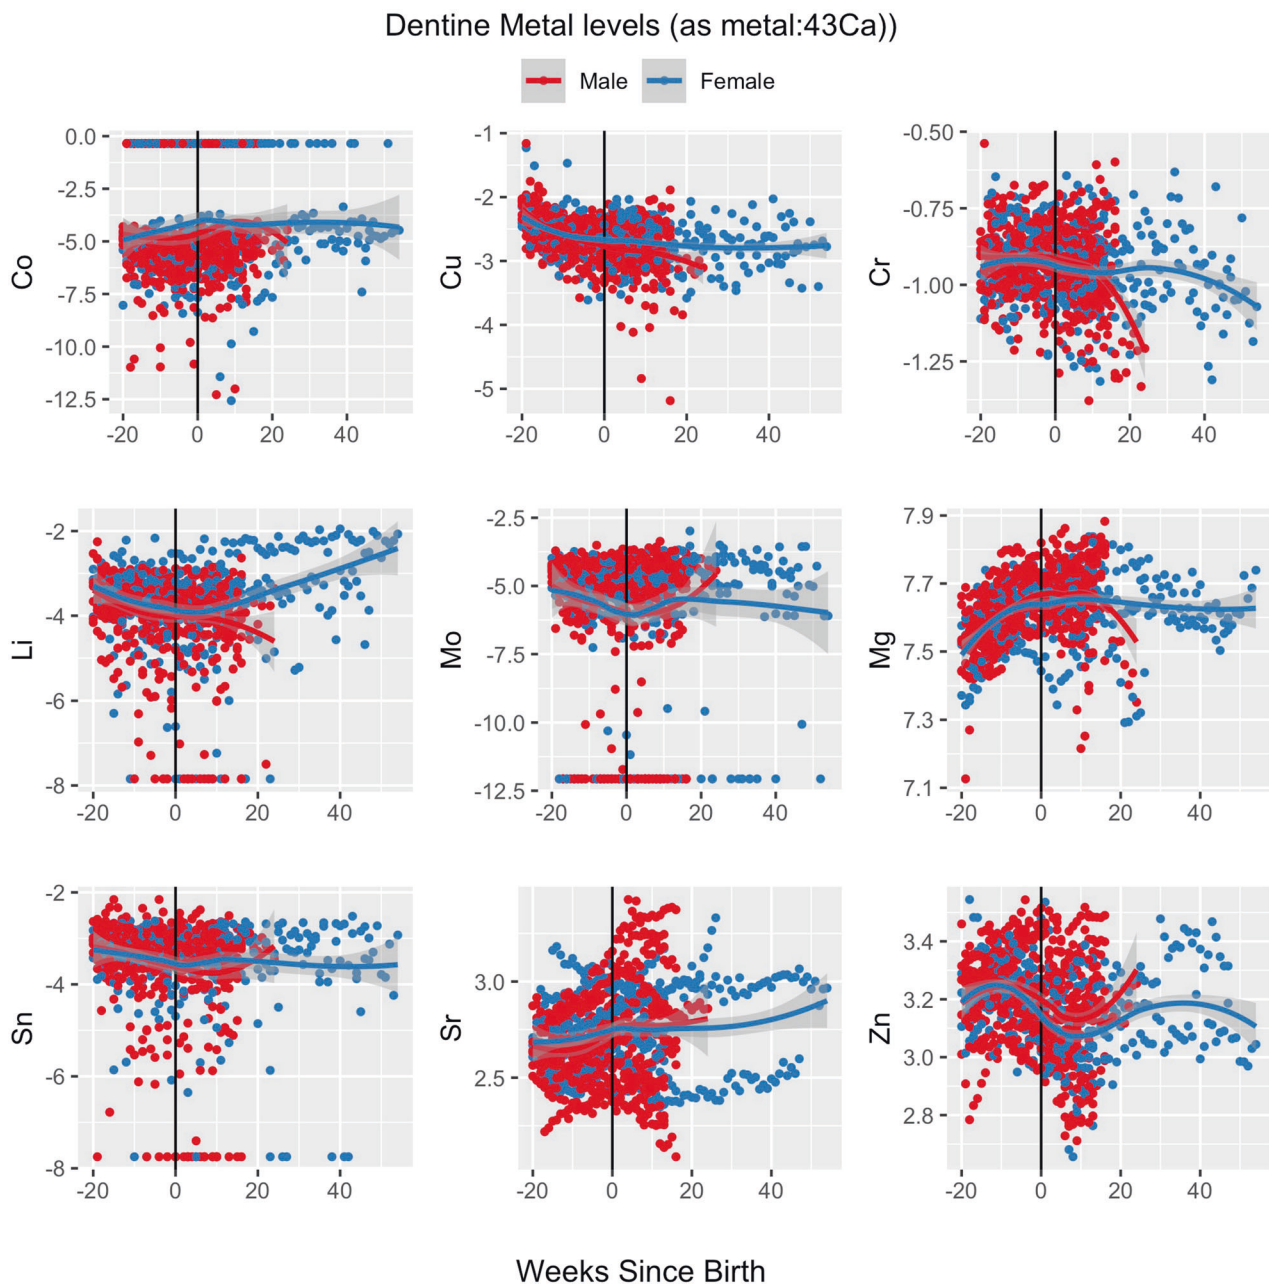 Dentine Metal levels (as metal:43Ca))
Male Female
Co
0.0
-2.5
-5.0
-7.5
-10.0
-12.5
-20 0 20 40
Cu
-1
-2
-3
-4
-5
-20 0 20 40
Cr
-0.50
-0.75
-1.00
-1.25
-20 0 20 40
Li
-2
-4
-6
-8
-20 0 20 40
Mo
-2.5
-5.0
-7.5
-10.0
-12.5
-20 0 20 40
Mg
7.9
7.7
7.5
7.3
7.1
-20 0 20 40
Sn
-2
-4
-6
-8
-20 0 20 40
Sr
3.0
2.5
-20 0 20 40
Zn
3.4
3.2
3.0
2.8
-20 0 20 40
Weeks Since Birth